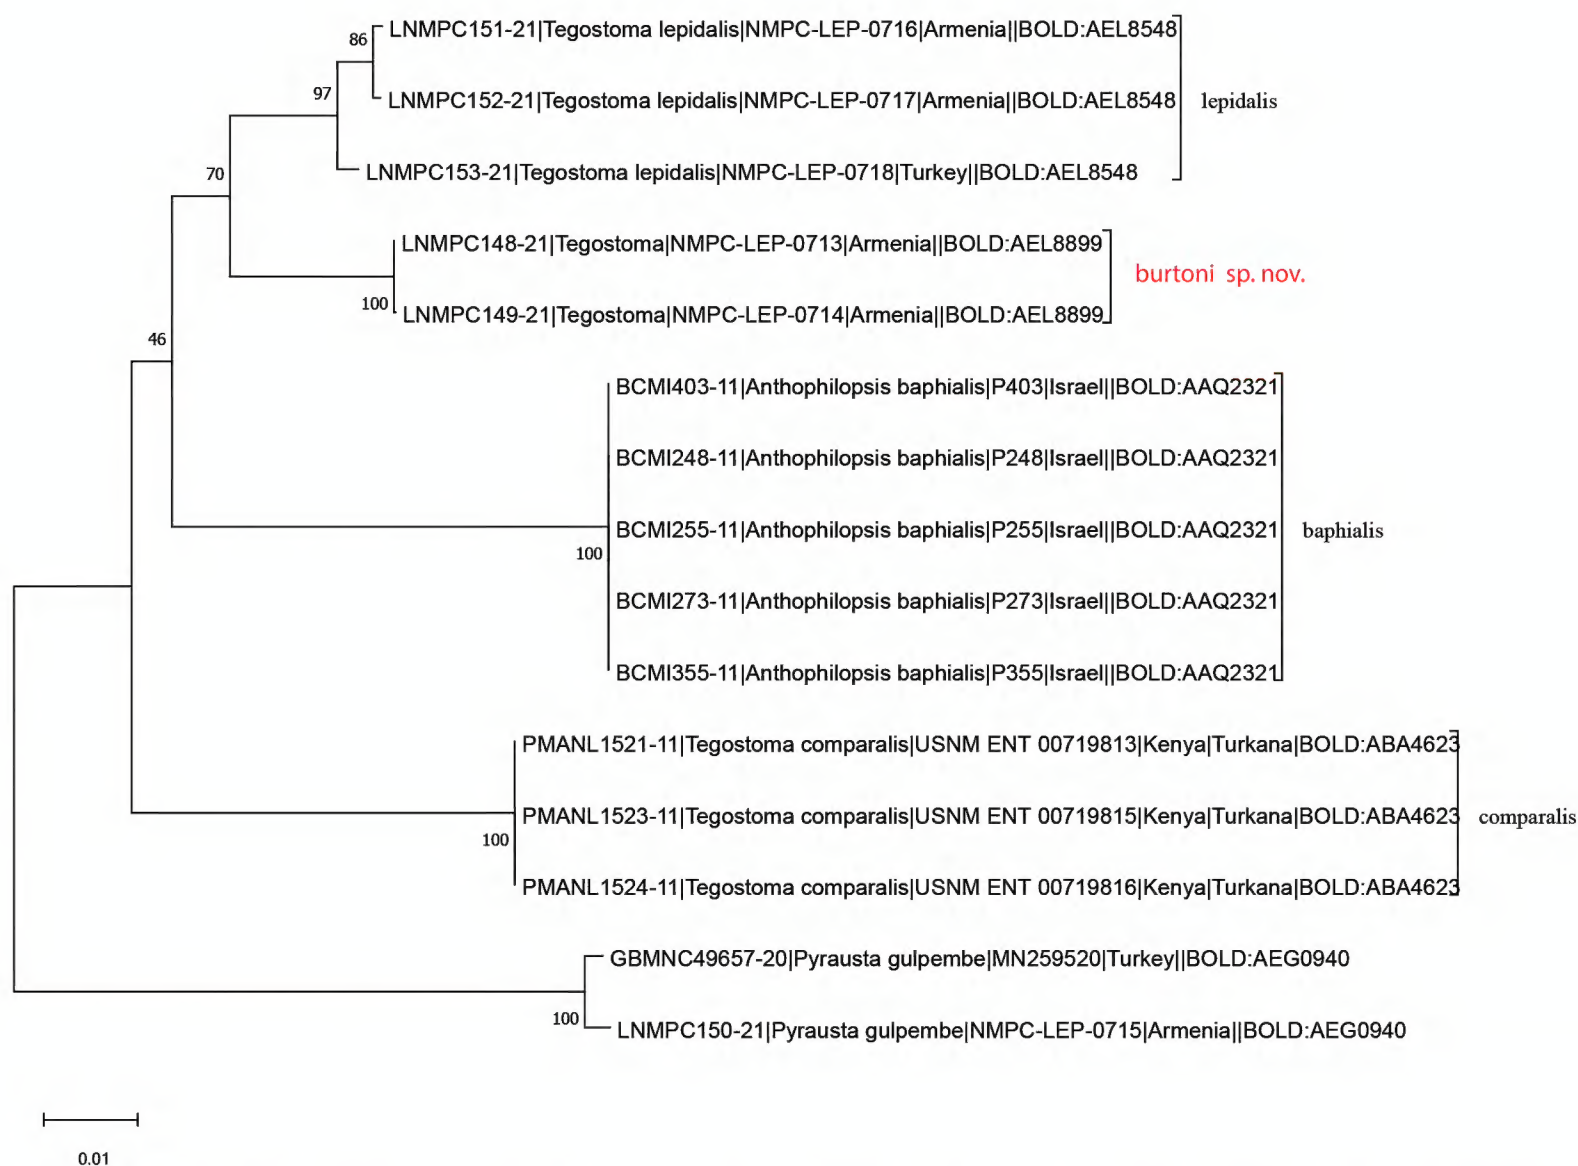 86
LNMPC151-21|Tegostoma lepidalis|NMPC-LEP-0716|Armenia||BOLD:AEL8548
97
LNMPC152-21|Tegostoma lepidalis|NMPC-LEP-0717|Armenia||BOLD:AEL8548
lepidalis
70
LNMPC153-21|Tegostoma lepidalis|NMPC-LEP-0718|Turkey||BOLD:AEL8548
LNMPC148-21|Tegostoma|NMPC-LEP-0713|Armenia||BOLD:AEL8899
burtoni sp. nov.
100
LNMPC149-21|Tegostoma|NMPC-LEP-0714|Armenia||BOLD:AEL8899
46
BCMI403-11|Anthophilopsis baphialis|P403|Israel||BOLD:AAQ2321
BCMI248-11|Anthophilopsis baphialis|P248|Israel||BOLD:AAQ2321
BCMI255-11|Anthophilopsis baphialis|P255|Israel||BOLD:AAQ2321
baphialis
100
BCMI273-11|Anthophilopsis baphialis|P273|Israel||BOLD:AAQ2321
BCMI355-11|Anthophilopsis baphialis|P355|Israel||BOLD:AAQ2321
PMANL1521-11|Tegostoma comparalis|USNM ENT 00719813|Kenya|Turkana|BOLD:ABA4623
PMANL1523-11|Tegostoma comparalis|USNM ENT 00719815|Kenya|Turkana|BOLD:ABA4623
comparalis
100
PMANL1524-11|Tegostoma comparalis|USNM ENT 00719816|Kenya|Turkana|BOLD:ABA4623
GBMNC49657-20|Pyrausta gulpembe|MN259520|Turkey||BOLD:AEG0940
100
LNMPC150-21|Pyrausta gulpembe|NMPC-LEP-0715|Armenia||BOLD:AEG0940
0.01